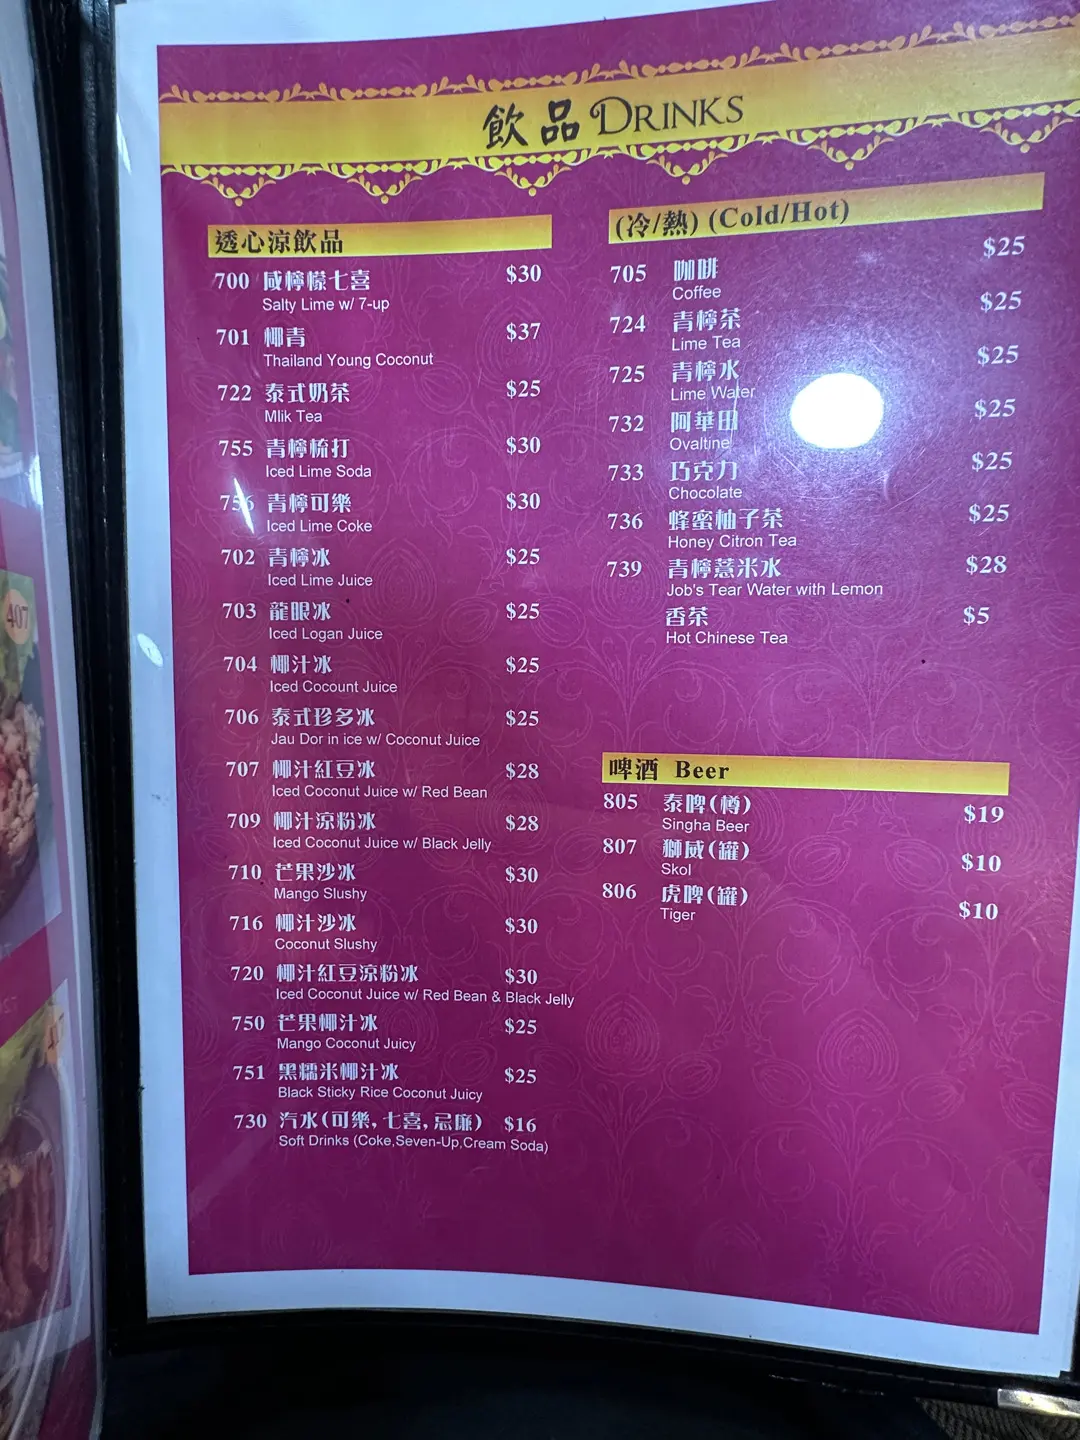 飲品 DRINKS
透心涼飲品
700 咸檸檬七喜 $30
Salty Lime w/ 7-up
701 椰青 $37
Thailand Young Coconut
722 泰式奶茶 $25
Mlik Tea
755 青檸梳打 $30
Iced Lime Soda
756 青檸可樂 $30
Iced Lime Coke
702 青檸冰 $25
Iced Lime Juice
703 龍眼冰 $25
Iced Logan Juice
704 椰汁冰 $25
Iced Cocount Juice
706 泰式珍多冰 $25
Jau Dor in ice w/ Coconut Juice
707 椰汁紅豆冰 $28
Iced Coconut Juice w/ Red Bean
709 椰汁涼粉冰 $28
Iced Coconut Juice w/ Black Jelly
710 芒果沙冰 $30
Mango Slushy
716 椰汁沙冰 $30
Coconut Slushy
720 椰汁紅豆涼粉冰 $30
Iced Coconut Juice w/ Red Bean & Black Jelly
750 芒果椰汁冰 $25
Mango Coconut Juicy
751 黑糯米椰汁冰 $25
Black Sticky Rice Coconut Juicy
730 汽水(可樂,七喜,忌廉) $16
Soft Drinks (Coke,Seven-Up,Cream Soda)
(冷/熱) (Cold/Hot)
705 咖啡 $25
Coffee
724 青檸茶 $25
Lime Tea
725 青檸水 $25
Lime Water
732 阿華田 $25
Ovaltine
733 巧克力 $25
Chocolate
736 蜂蜜柚子茶 $25
Honey Citron Tea
739 青檸薏米水 $28
Job's Tear Water with Lemon
香茶 $5
Hot Chinese Tea
啤酒 Beer
805 泰啤(樽) $19
Singha Beer
807 獅威(罐) $10
Skol
806 虎啤(罐) $10
Tiger
407